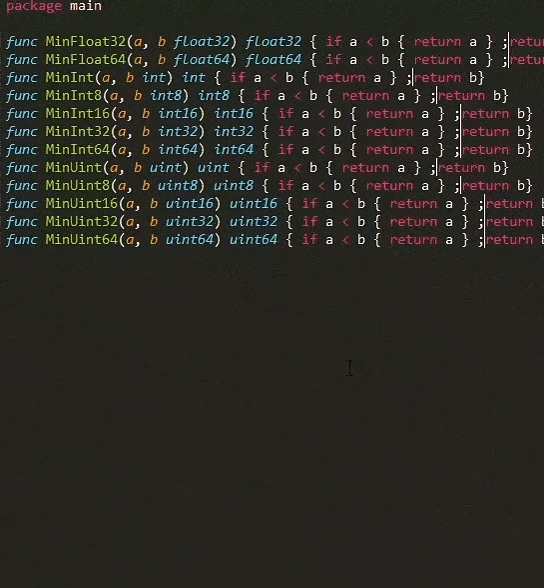 package main
func MinFloat32(a, b float32) float32 { if a < b { return a } ;retu
func MinFloat64(a, b float64) float64 { if a < b { return a } ;retu
func MinInt(a, b int) int { if a < b { return a } ;return b}
func MinInt8(a, b int8) int8 { if a < b { return a } ;return b}
func MinInt16(a, b int16) int16 { if a < b { return a } ;return b}
func MinInt32(a, b int32) int32 { if a < b { return a } ;return b}
func MinInt64(a, b int64) int64 { if a < b { return a } ;return b}
func MinUint(a, b uint) uint { if a < b { return a } ;return b}
func MinUint8(a, b uint8) uint8 { if a < b { return a } ;return b}
func MinUint16(a, b uint16) uint16 { if a < b { return a } ;return b
func MinUint32(a, b uint32) uint32 { if a < b { return a } ;return b
func MinUint64(a, b uint64) uint64 { if a < b { return a } ;return b